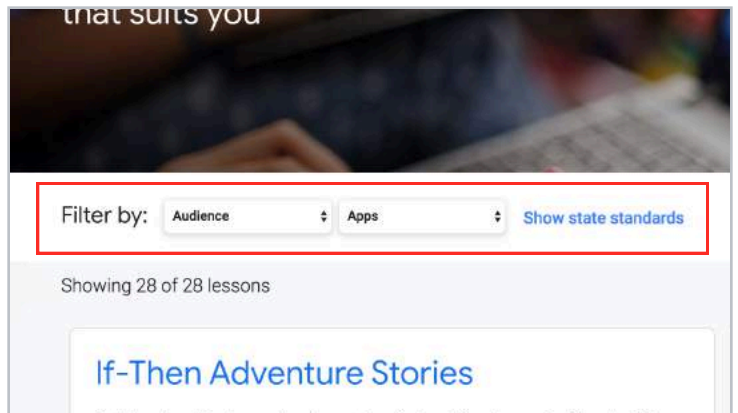 that suits you
Filter by: Audience Apps Show state standards
Showing 28 of 28 lessons
If-Then Adventure Stories